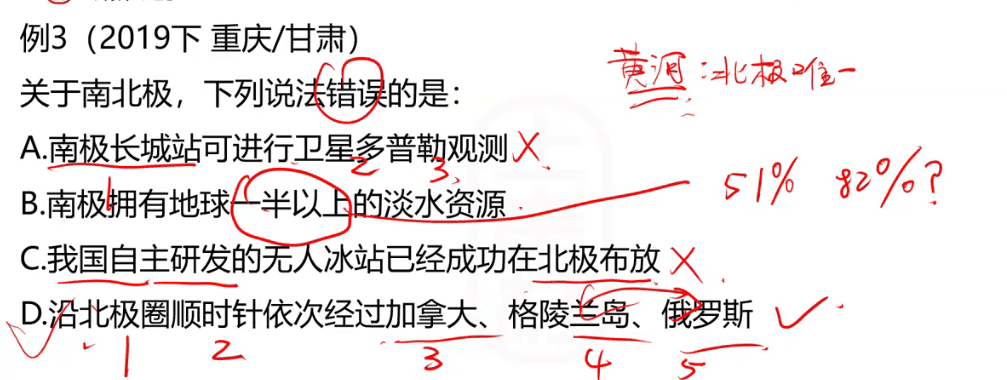 例3（2019下 重庆/甘肃）
关于南北极，下列说法错误的是：
黄河：北极唯一
A.南极长城站可进行卫星多普勒观测 X
1 2 3
51% 82%?
B.南极拥有地球一半以上的淡水资源
C.我国自主研发的无人冰站已经成功在北极布放 X
D.沿北极圈顺时针依次经过加拿大、格陵兰岛、俄罗斯 ✓
1 2 3 4 5